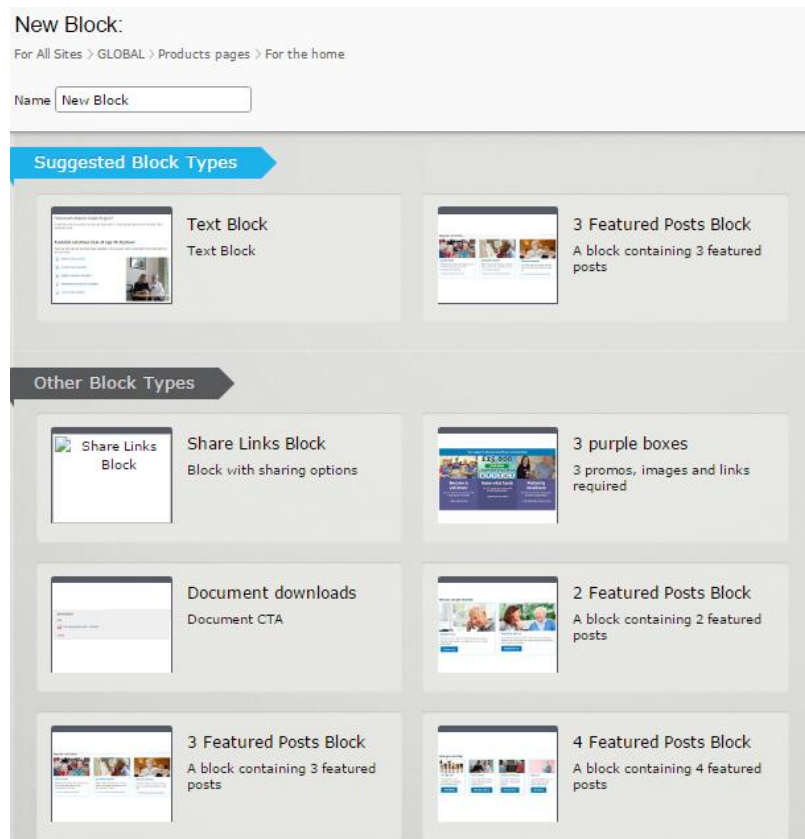 New Block:
For All Sites > GLOBAL > Products pages > For the home
Name New Block
Suggested Block Types
Text Block
Text Block
3 Featured Posts Block
A block containing 3 featured
posts
Other Block Types
Share Links
Block
Share Links Block
Block with sharing options
£25,000
3 purple boxes
3 promos, images and links
required
Document downloads
Document CTA
2 Featured Posts Block
A block containing 2 featured
posts
3 Featured Posts Block
A block containing 3 featured
posts
4 Featured Posts Block
A block containing 4 featured
posts